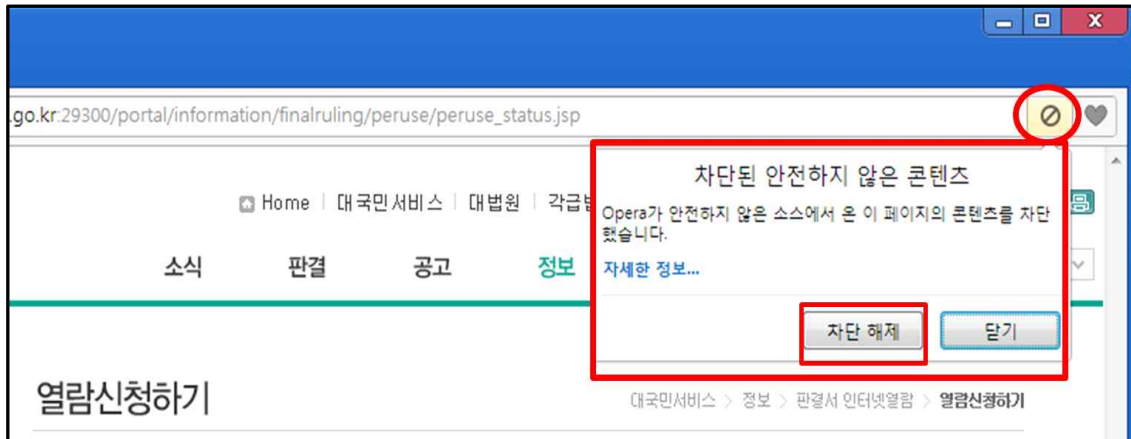 .go.kr:29300/portal/information/finalruling/peruse/peruse_status.jsp
차단된 안전하지 않은 콘텐츠
Opera가 안전하지 않은 소스에서 온 이 페이지의 콘텐츠를 차단
했습니다.
자세한 정보...
차단 해제 닫기
Home 대국민서비스 대법원 각급법
소식 판결 공고 정보
열람신청하기
대국민서비스 > 정보 > 판결서 인터넷열람 > 열람신청하기